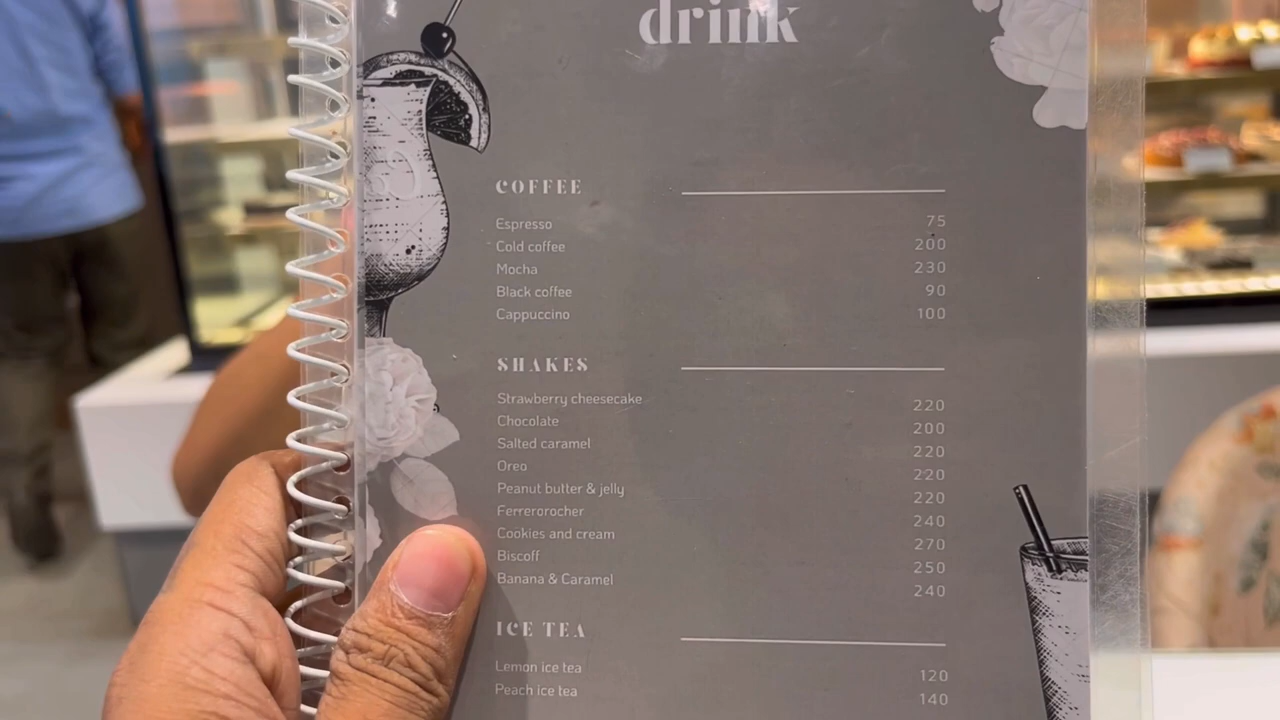 drink
COFFEE
Espresso 75
Cold coffee 200
Mocha 230
Black coffee 90
Cappuccino 100
SHAKES
Strawberry cheesecake 220
Chocolate 200
Salted caramel 220
Oreo 220
Peanut butter & jelly 220
Ferrerorocher 240
Cookies and cream 270
Biscoff 250
Banana & Caramel 240
ICE TEA
Lemon ice tea 120
Peach ice tea 140